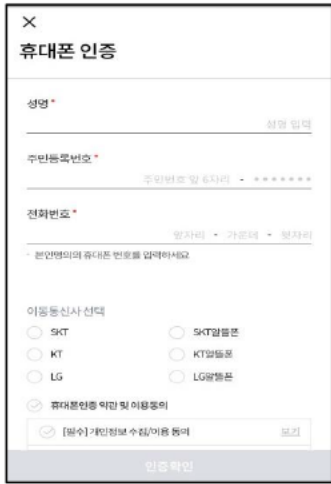 휴대폰 인증
성명 *
성명 입력
주민등록번호 *
주민번호 앞 6자리 - *******
전화번호 *
앞자리 - 가운데 - 뒷자리
· 본인명의의 휴대폰 번호를 입력하세요
이동통신사 선택
SKT SKT알뜰폰
KT KT알뜰폰
LG LG알뜰폰
휴대폰인증 약관 및 이용동의
[필수] 개인정보 수집/이용 동의 보기
인증확인